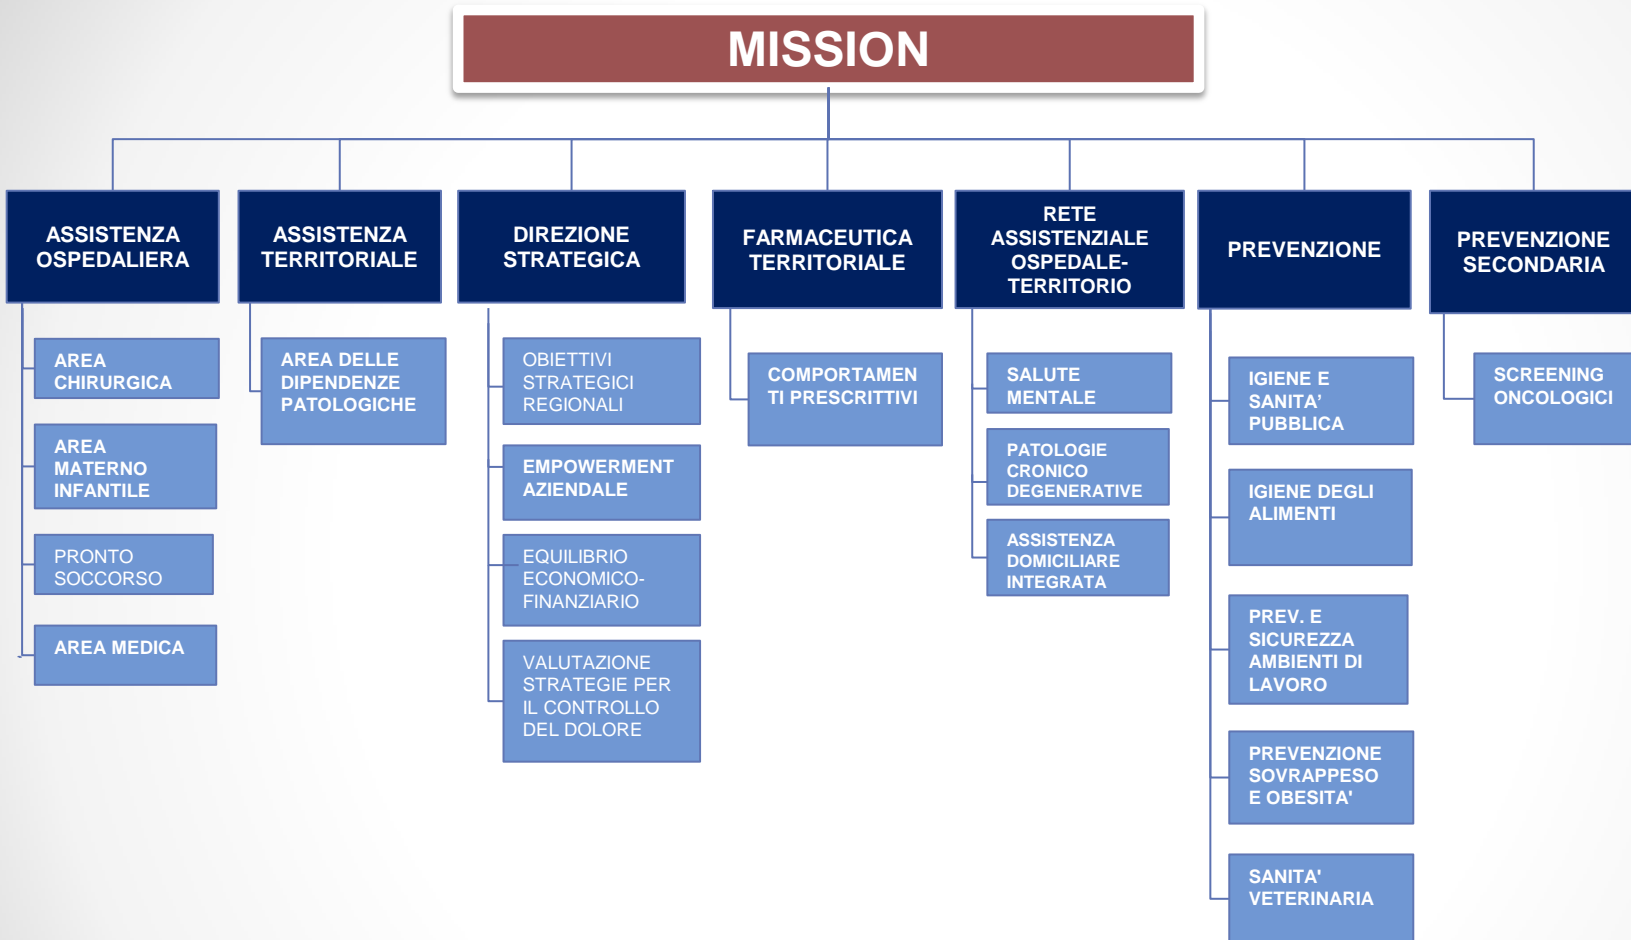 MISSION
ASSISTENZA
OSPEDALIERA
AREA
CHIRURGICA
AREA
MATERNO
INFANTILE
PRONTO
SOCCORSO
AREA MEDICA
ASSISTENZA
TERRITORIALE
AREA DELLE
DIPENDENZE
PATOLOGICHE
DIREZIONE
STRATEGICA
OBIETTIVI
STRATEGICI
REGIONALI
EMPOWERMENT
AZIENDALE
EQUILIBRIO
ECONOMICO-
FINANZIARIO
VALUTAZIONE
STRATEGIE PER
IL CONTROLLO
DEL DOLORE
FARMACEUTICA
TERRITORIALE
COMPORTAMEN
TI PRESCRITTIVI
RETE
ASSISTENZIALE
OSPEDALE-
TERRITORIO
SALUTE
MENTALE
PATOLOGIE
CRONICO
DEGENERATIVE
ASSISTENZA
DOMICILIARE
INTEGRATA
PREVENZIONE
IGIENE E
SANITA’
PUBBLICA
IGIENE DEGLI
ALIMENTI
PREV. E
SICUREZZA
AMBIENTI DI
LAVORO
PREVENZIONE
SOVRAPPESO
E OBESITA'
SANITA'
VETERINARIA
PREVENZIONE
SECONDARIA
SCREENING
ONCOLOGICI